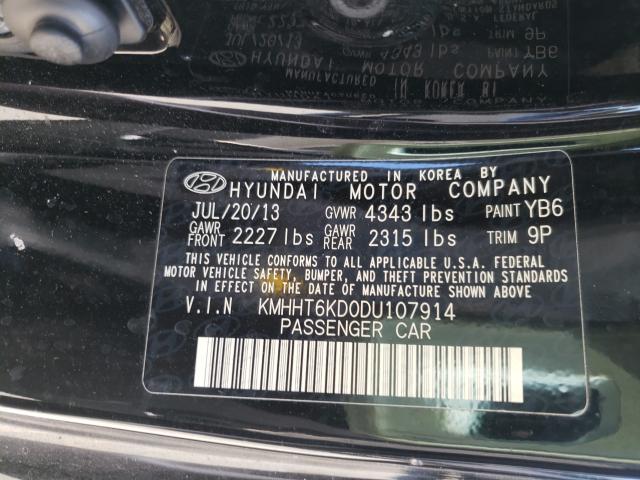 MANUFACTURED IN KOREA BY
HYUNDAI MOTOR COMPANY
JUL/20/13 GVWR 4343 lbs PAINT YB6
GAWR FRONT 2227 lbs GAWR REAR 2315 lbs TRIM 9P
THIS VEHICLE CONFORMS TO ALL APPLICABLE U.S.A. FEDERAL
MOTOR VEHICLE SAFETY, BUMPER, AND THEFT PREVENTION STANDARDS
IN EFFECT ON THE DATE OF MANUFACTURE SHOWN ABOVE
V.I.N KMHHT6KD0DU107914
PASSENGER CAR